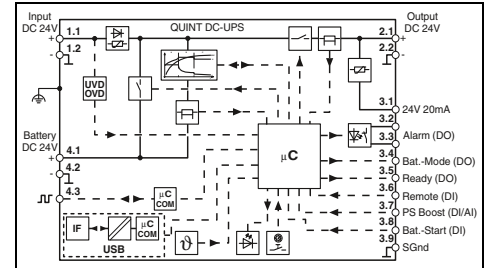 Input
DC 24V
+
1.1
-
1.2
QUINT DC-UPS
Output
DC 24V
2.1
+
2.2
-
UVD
OVD
3.1
24V 20mA
3.2
3.3
Alarm (DO)
Battery
DC 24V
+
4.1
-
4.2
4.3
µC
3.4
Bat.-Mode (DO)
3.5
Ready (DO)
3.6
Remote (DI)
3.7
PS Boost (DI/AI)
3.8
Bat.-Start (DI)
3.9
SGnd
µC
COM
IF
µC
COM
USB
ϑ